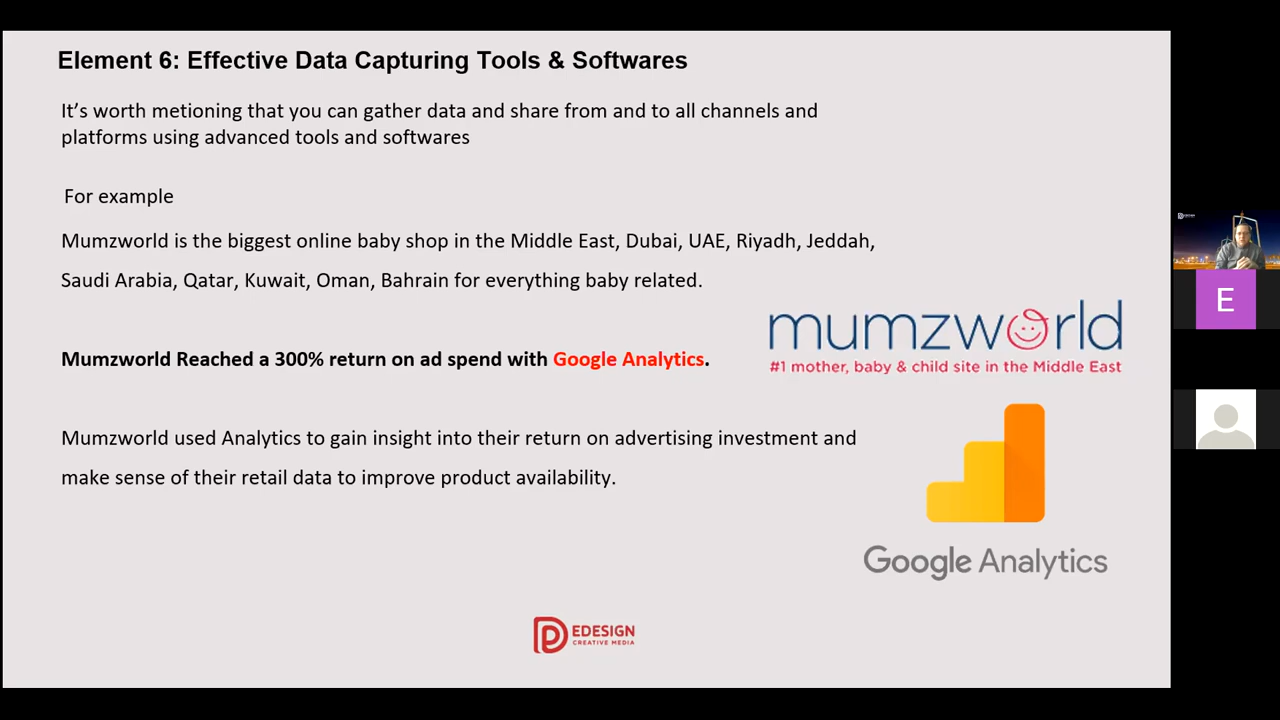 Element 6: Effective Data Capturing Tools & Softwares
It’s worth metioning that you can gather data and share from and to all channels and
platforms using advanced tools and softwares
For example
Mumzworld is the biggest online baby shop in the Middle East, Dubai, UAE, Riyadh, Jeddah,
Saudi Arabia, Qatar, Kuwait, Oman, Bahrain for everything baby related.
mumzworld
#1 mother, baby & child site in the Middle East
Mumzworld Reached a 300% return on ad spend with Google Analytics.
Mumzworld used Analytics to gain insight into their return on advertising investment and
make sense of their retail data to improve product availability.
Google Analytics
EDESIGN
CREATIVE MEDIA
E